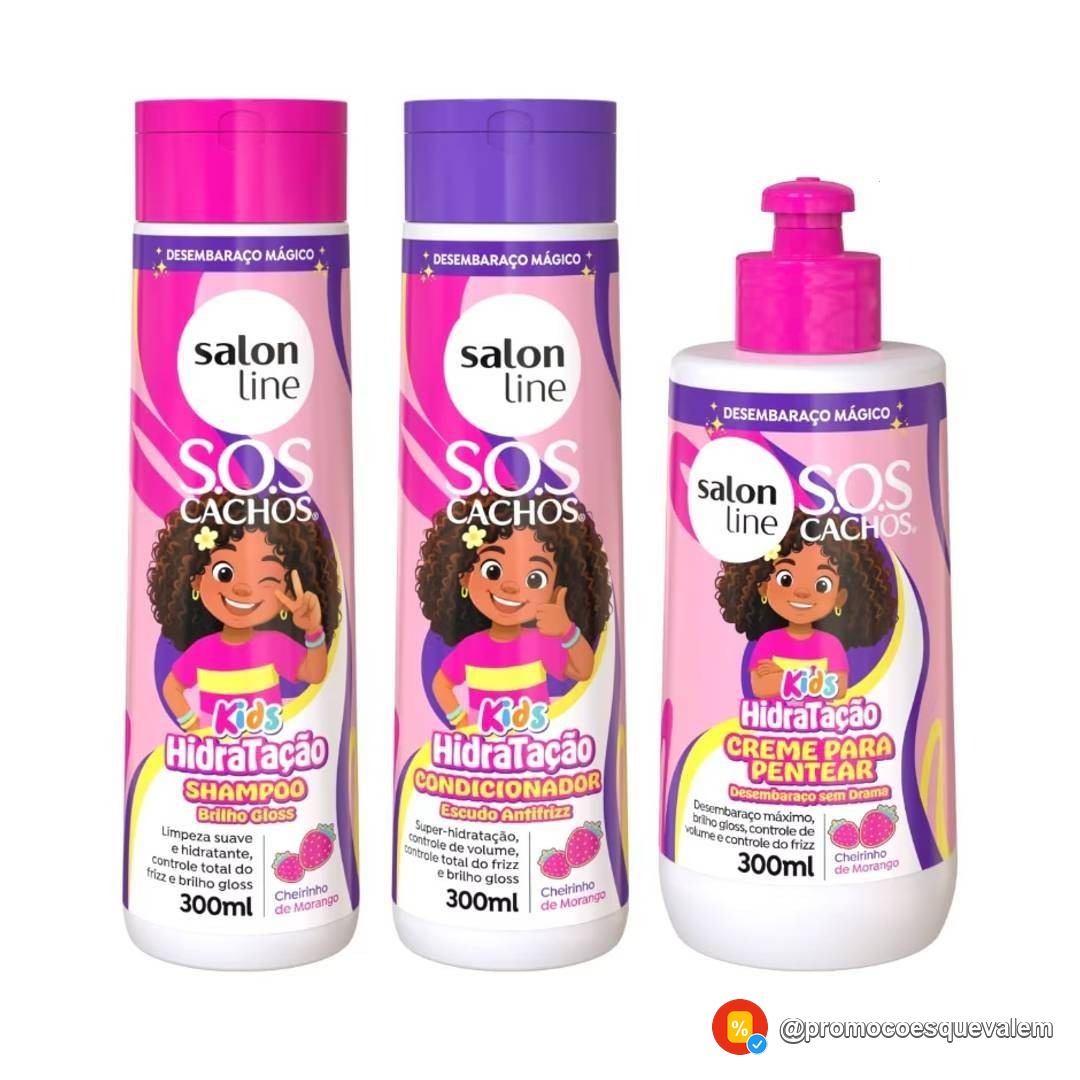 DESEMBARAÇO MÁGICO
salon
line
S.O.S
CACHOS®
Kids
HidraTação
SHAMPOO
Brilho Gloss
Limpeza suave
e hidratante,
controle total do
frizz e brilho gloss
300ml
Cheirinho
de Morango
DESEMBARAÇO MÁGICO
salon
line
S.O.S
CACHOS®
Kids
HidraTação
CONDICIONADOR
Escudo Antifrizz
Super-hidratação,
controle de volume,
controle total do frizz
e brilho gloss
300ml
Cheirinho
de Morango
DESEMBARAÇO MÁGICO
salon
line
S.O.S
CACHOS®
Kids
HidraTação
CREME PARA
PENTEAR
Desembaraço sem Drama
Desembaraço máximo,
brilho gloss, controle de
volume e controle do frizz
300ml
Cheirinho
de Morango
%
@promocoesquevalem